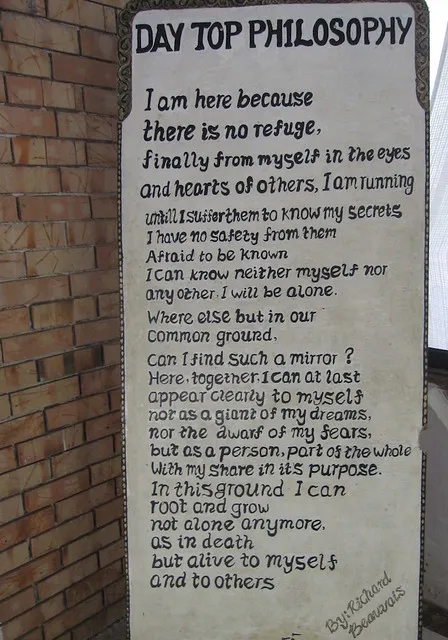 DAY TOP PHILOSOPHY
I am here because
there is no refuge,
finally from myself in the eyes
and hearts of others, I am running
untill I suffer them to know my secrets
I have no safety from them
Afraid to be known
I can know neither myself nor
any other. I will be alone.
Where else but in our
common ground,
can I find such a mirror ?
Here, together, I can at last
appear clearly to myself
not as a giant of my dreams,
nor the dwarf of my fears,
but as a person, part of the whole
With my share in its purpose.
In this ground I can
root and grow
not alone anymore,
as in death
but alive to myself
and to others
By: Richard
Beauvais